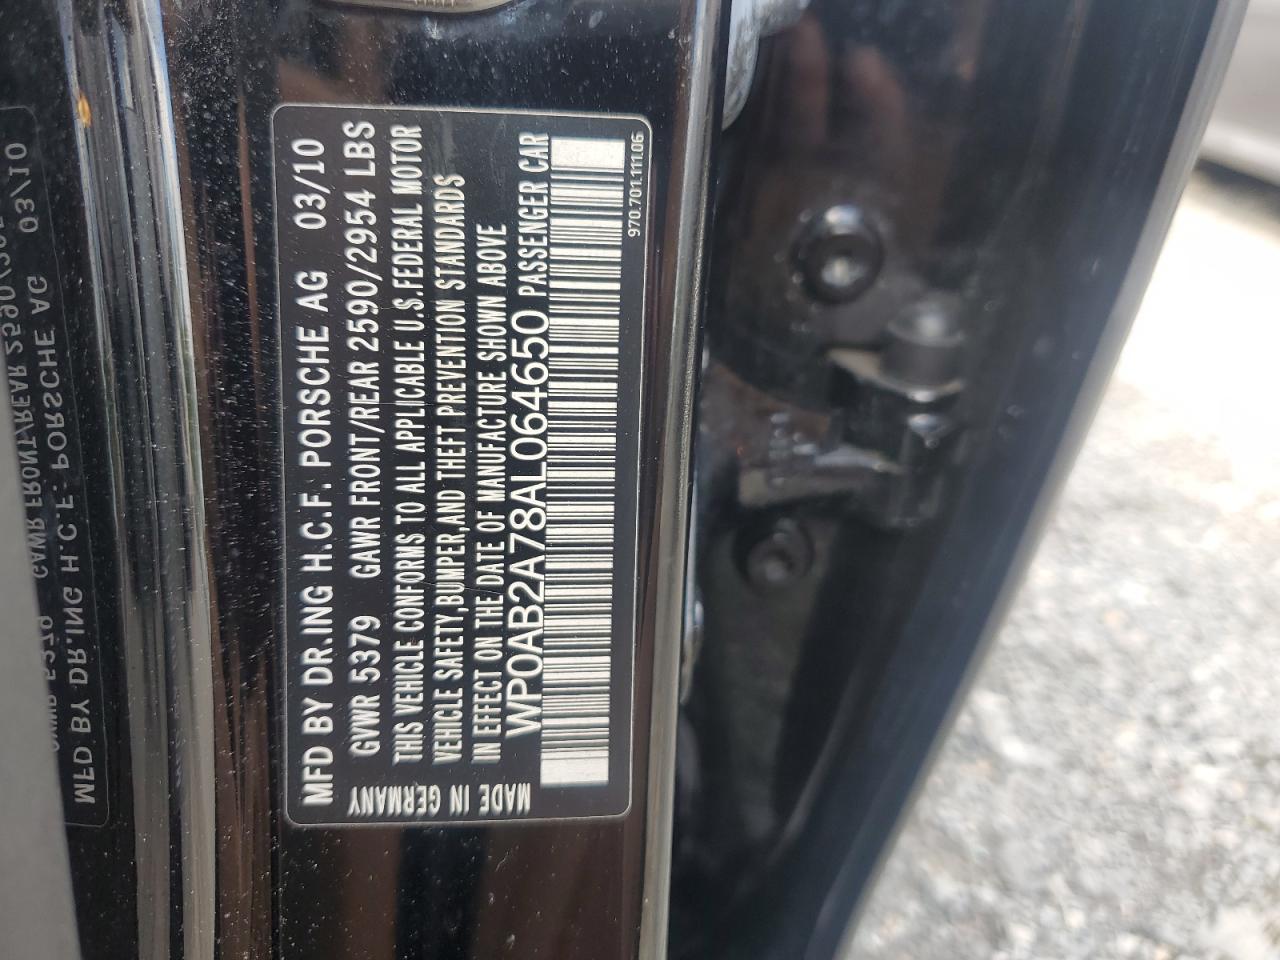 MFD BY DR.ING H.C.F. PORSCHE AG 03/10
GVWR 5379 GAWR FRONT/REAR 2590/2954 LBS
THIS VEHICLE CONFORMS TO ALL APPLICABLE U.S.FEDERAL MOTOR
VEHICLE SAFETY,BUMPER,AND THEFT PREVENTION STANDARDS
IN EFFECT ON THE DATE OF MANUFACTURE SHOWN ABOVE
WP0AB2A78AL064650 PASSENGER CAR
MADE IN GERMANY
970.701.111.06